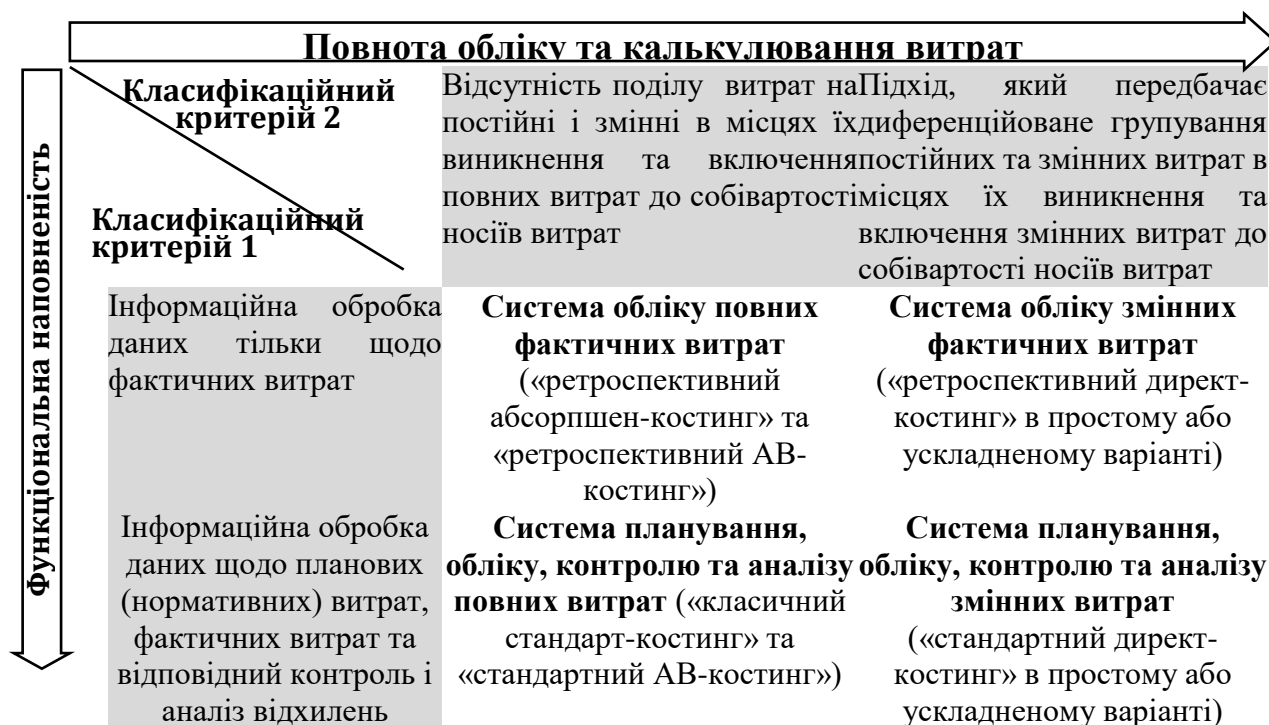 Повнота обліку та калькулювання витрат
Функціональна наповненість
Класифікаційний
критерій 2
Класифікаційний
критерій 1
Відсутність поділу витрат на
постійні і змінні в місцях їх
виникнення та включення
повних витрат до собівартості
носіїв витрат
Підхід, який передбачає
диференційоване групування
постійних та змінних витрат в
місцях їх виникнення та
включення змінних витрат до
собівартості носіїв витрат
Інформаційна обробка
даних тільки щодо
фактичних витрат
Система обліку повних
фактичних витрат
(«ретроспективний
абсорпшен-костинг» та
«ретроспективний АВ-
костинг»)
Система обліку змінних
фактичних витрат
(«ретроспективний директ-
костинг» в простому або
ускладненому варіанті)
Інформаційна обробка
даних щодо планових
(нормативних) витрат,
фактичних витрат та
відповідний контроль і
аналіз відхилень
Система планування,
обліку, контролю та аналізу
повних витрат («класичний
стандарт-костинг» та
«стандартний АВ-костинг»)
Система планування,
обліку, контролю та аналізу
змінних витрат
(«стандартний директ-
костинг» в простому або
ускладненому варіанті)